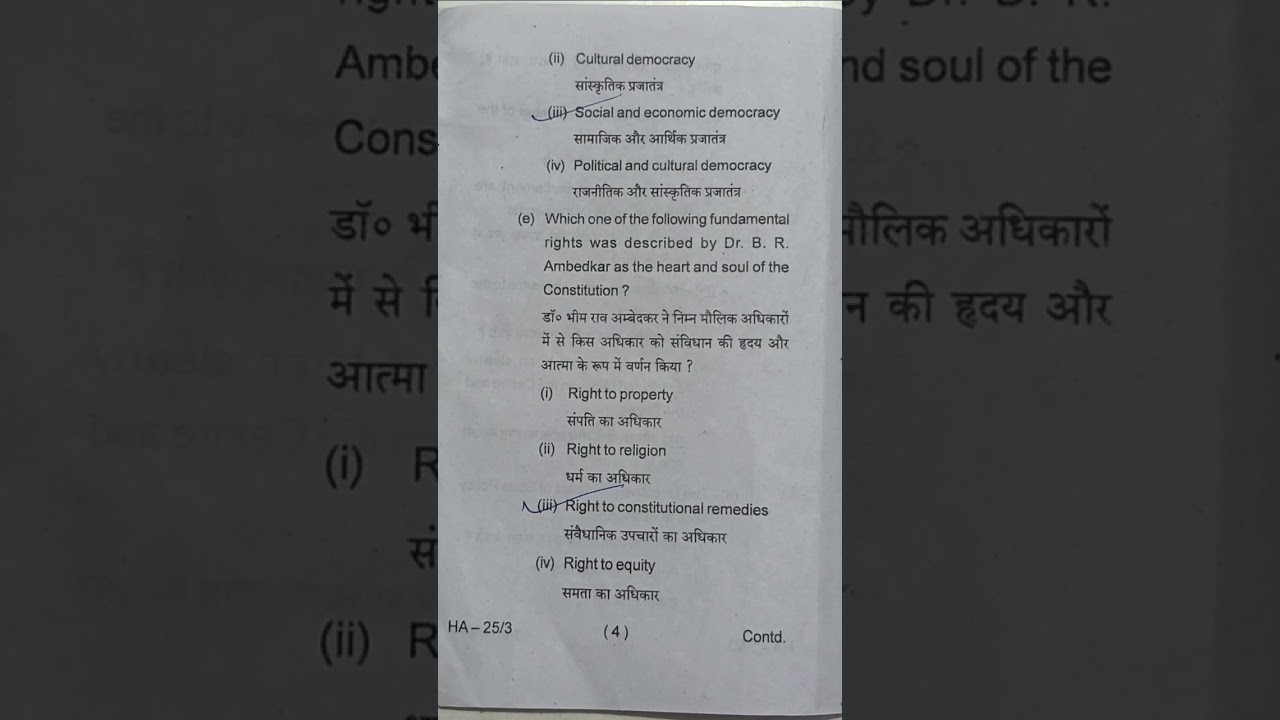 (ii) Cultural democracy
सांस्कृतिक प्रजातंत्र
(iii) Social and economic democracy
सामाजिक और आर्थिक प्रजातंत्र
(iv) Political and cultural democracy
राजनीतिक और सांस्कृतिक प्रजातंत्र
(e) Which one of the following fundamental
rights was described by Dr. B. R.
Ambedkar as the heart and soul of the
Constitution ?
डॉ० भीम राव अम्बेदकर ने निम्न मौलिक अधिकारों
में से किस अधिकार को संविधान की हृदय और
आत्मा के रूप में वर्णन किया ?
(i) Right to property
संपति का अधिकार
(ii) Right to religion
धर्म का अधिकार
(iii) Right to constitutional remedies
संवैधानिक उपचारों का अधिकार
(iv) Right to equity
समता का अधिकार
HA – 25/3 (4) Contd.